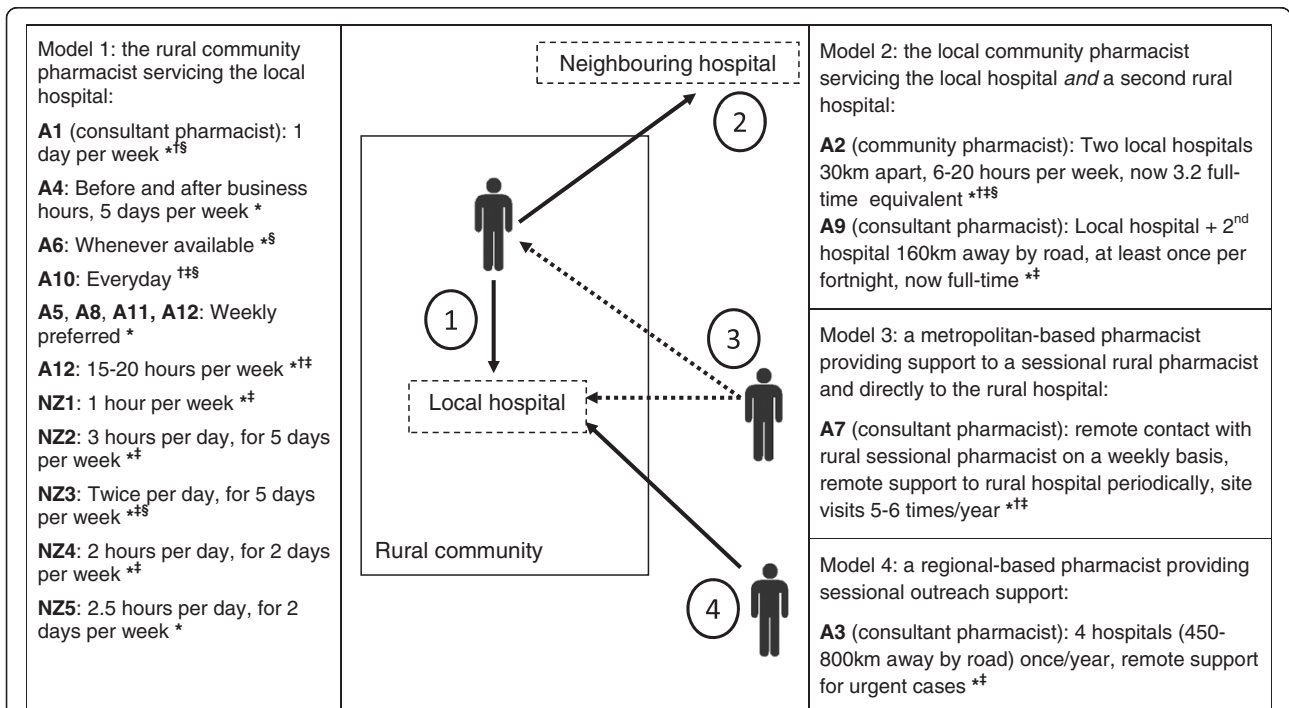 Model 1: the rural community
pharmacist servicing the local
hospital:
A1 (consultant pharmacist): 1
day per week *†§
A4: Before and after business
hours, 5 days per week *
A6: Whenever available *§
A10: Everyday †‡§
A5, A8, A11, A12: Weekly
preferred *
A12: 15-20 hours per week *†‡
NZ1: 1 hour per week *‡
NZ2: 3 hours per day, for 5 days
per week *‡
NZ3: Twice per day, for 5 days
per week *‡§
NZ4: 2 hours per day, for 2 days
per week *‡
NZ5: 2.5 hours per day, for 2
days per week *
Neighbouring hospital
2
1
3
Local hospital
Rural community
4
Model 2: the local community pharmacist
servicing the local hospital and a second rural
hospital:
A2 (community pharmacist): Two local hospitals
30km apart, 6-20 hours per week, now 3.2 full-
time equivalent *†‡§
A9 (consultant pharmacist): Local hospital + 2nd
hospital 160km away by road, at least once per
fortnight, now full-time *‡
Model 3: a metropolitan-based pharmacist
providing support to a sessional rural pharmacist
and directly to the rural hospital:
A7 (consultant pharmacist): remote contact with
rural sessional pharmacist on a weekly basis,
remote support to rural hospital periodically, site
visits 5-6 times/year *†‡
Model 4: a regional-based pharmacist providing
sessional outreach support:
A3 (consultant pharmacist): 4 hospitals (450-
800km away by road) once/year, remote support
for urgent cases *‡